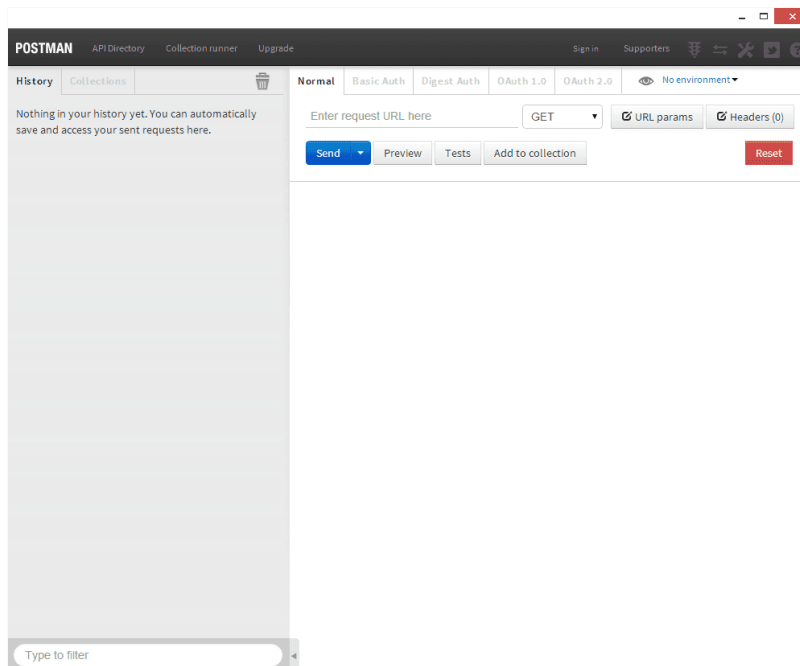 POSTMAN API Directory Collection runner Upgrade Sign in Supporters
History Collections Normal Basic Auth Digest Auth OAuth 1.0 OAuth 2.0 No environment
Nothing in your history yet. You can automatically
save and access your sent requests here.
Enter request URL here GET URL params Headers (0)
Send Preview Tests Add to collection Reset
Type to filter